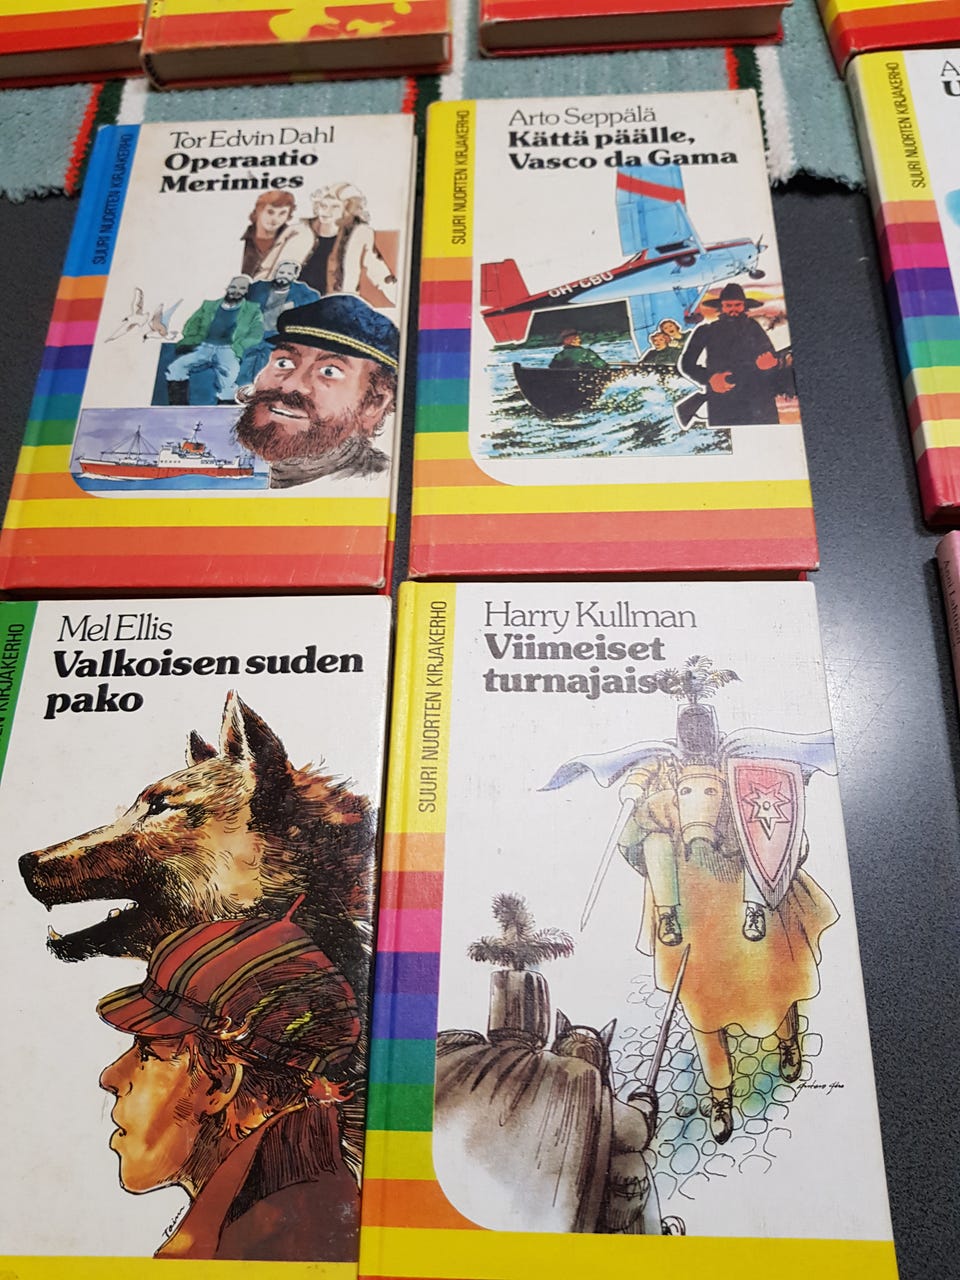 SUURI NUORTEN KIRJAKERHO
Tor Edvin Dahl
Operaatio
Merimies
SUURI NUORTEN KIRJAKERHO
Arto Seppälä
Kättä päälle,
Vasco da Gama
OH-CBU
SUURI NUORTEN KIRJAKERHO
A
U
KIRJAKERHO
Mel Ellis
Valkoisen suden
pako
SUURI NUORTEN KIRJAKERHO
Harry Kullman
Viimeiset
turnajaiset